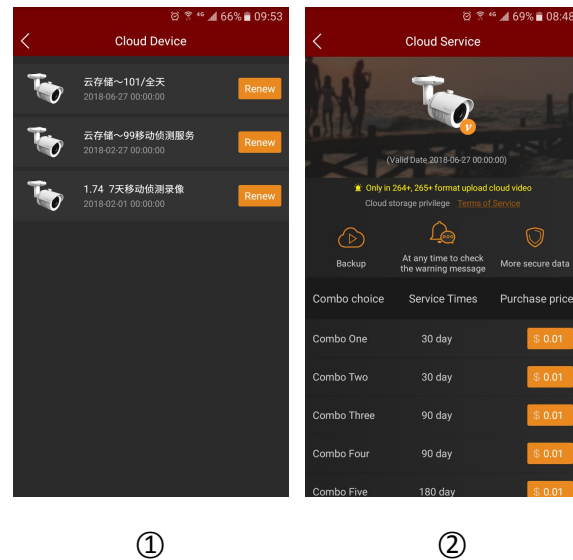 4G 66% 09:53
Cloud Device
云存储～101/全天
2018-06-27 00:00:00
Renew
云存储～99移动侦测服务
2018-02-27 00:00:00
Renew
1.74 7天移动侦测录像
2018-02-01 00:00:00
Renew
①
4G 69% 08:48
Cloud Service
V
(Valid Date 2018-06-27 00:00:00)
Only in 264+, 265+ format upload cloud video
Cloud storage privilege Terms of Service
Backup
At any time to check
the warning message
More secure data
Combo choice Service Times Purchase price
Combo One 30 day $ 0.01
Combo Two 30 day $ 0.01
Combo Three 90 day $ 0.01
Combo Four 90 day $ 0.01
Combo Five 180 day $ 0.01
②